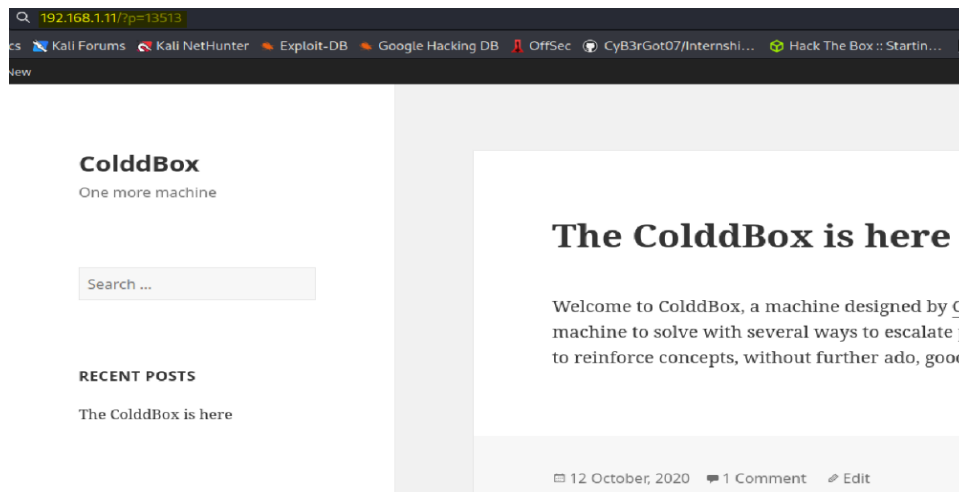 192.168.1.11/?p=13513
cs Kali Forums Kali NetHunter Exploit-DB Google Hacking DB OffSec CyB3rGot07/Internshi... Hack The Box :: Startin...
New
ColddBox
One more machine
Search ...
RECENT POSTS
The ColddBox is here
The ColddBox is here
Welcome to ColddBox, a machine designed by
machine to solve with several ways to escalate
to reinforce concepts, without further ado,
12 October, 2020 1 Comment Edit